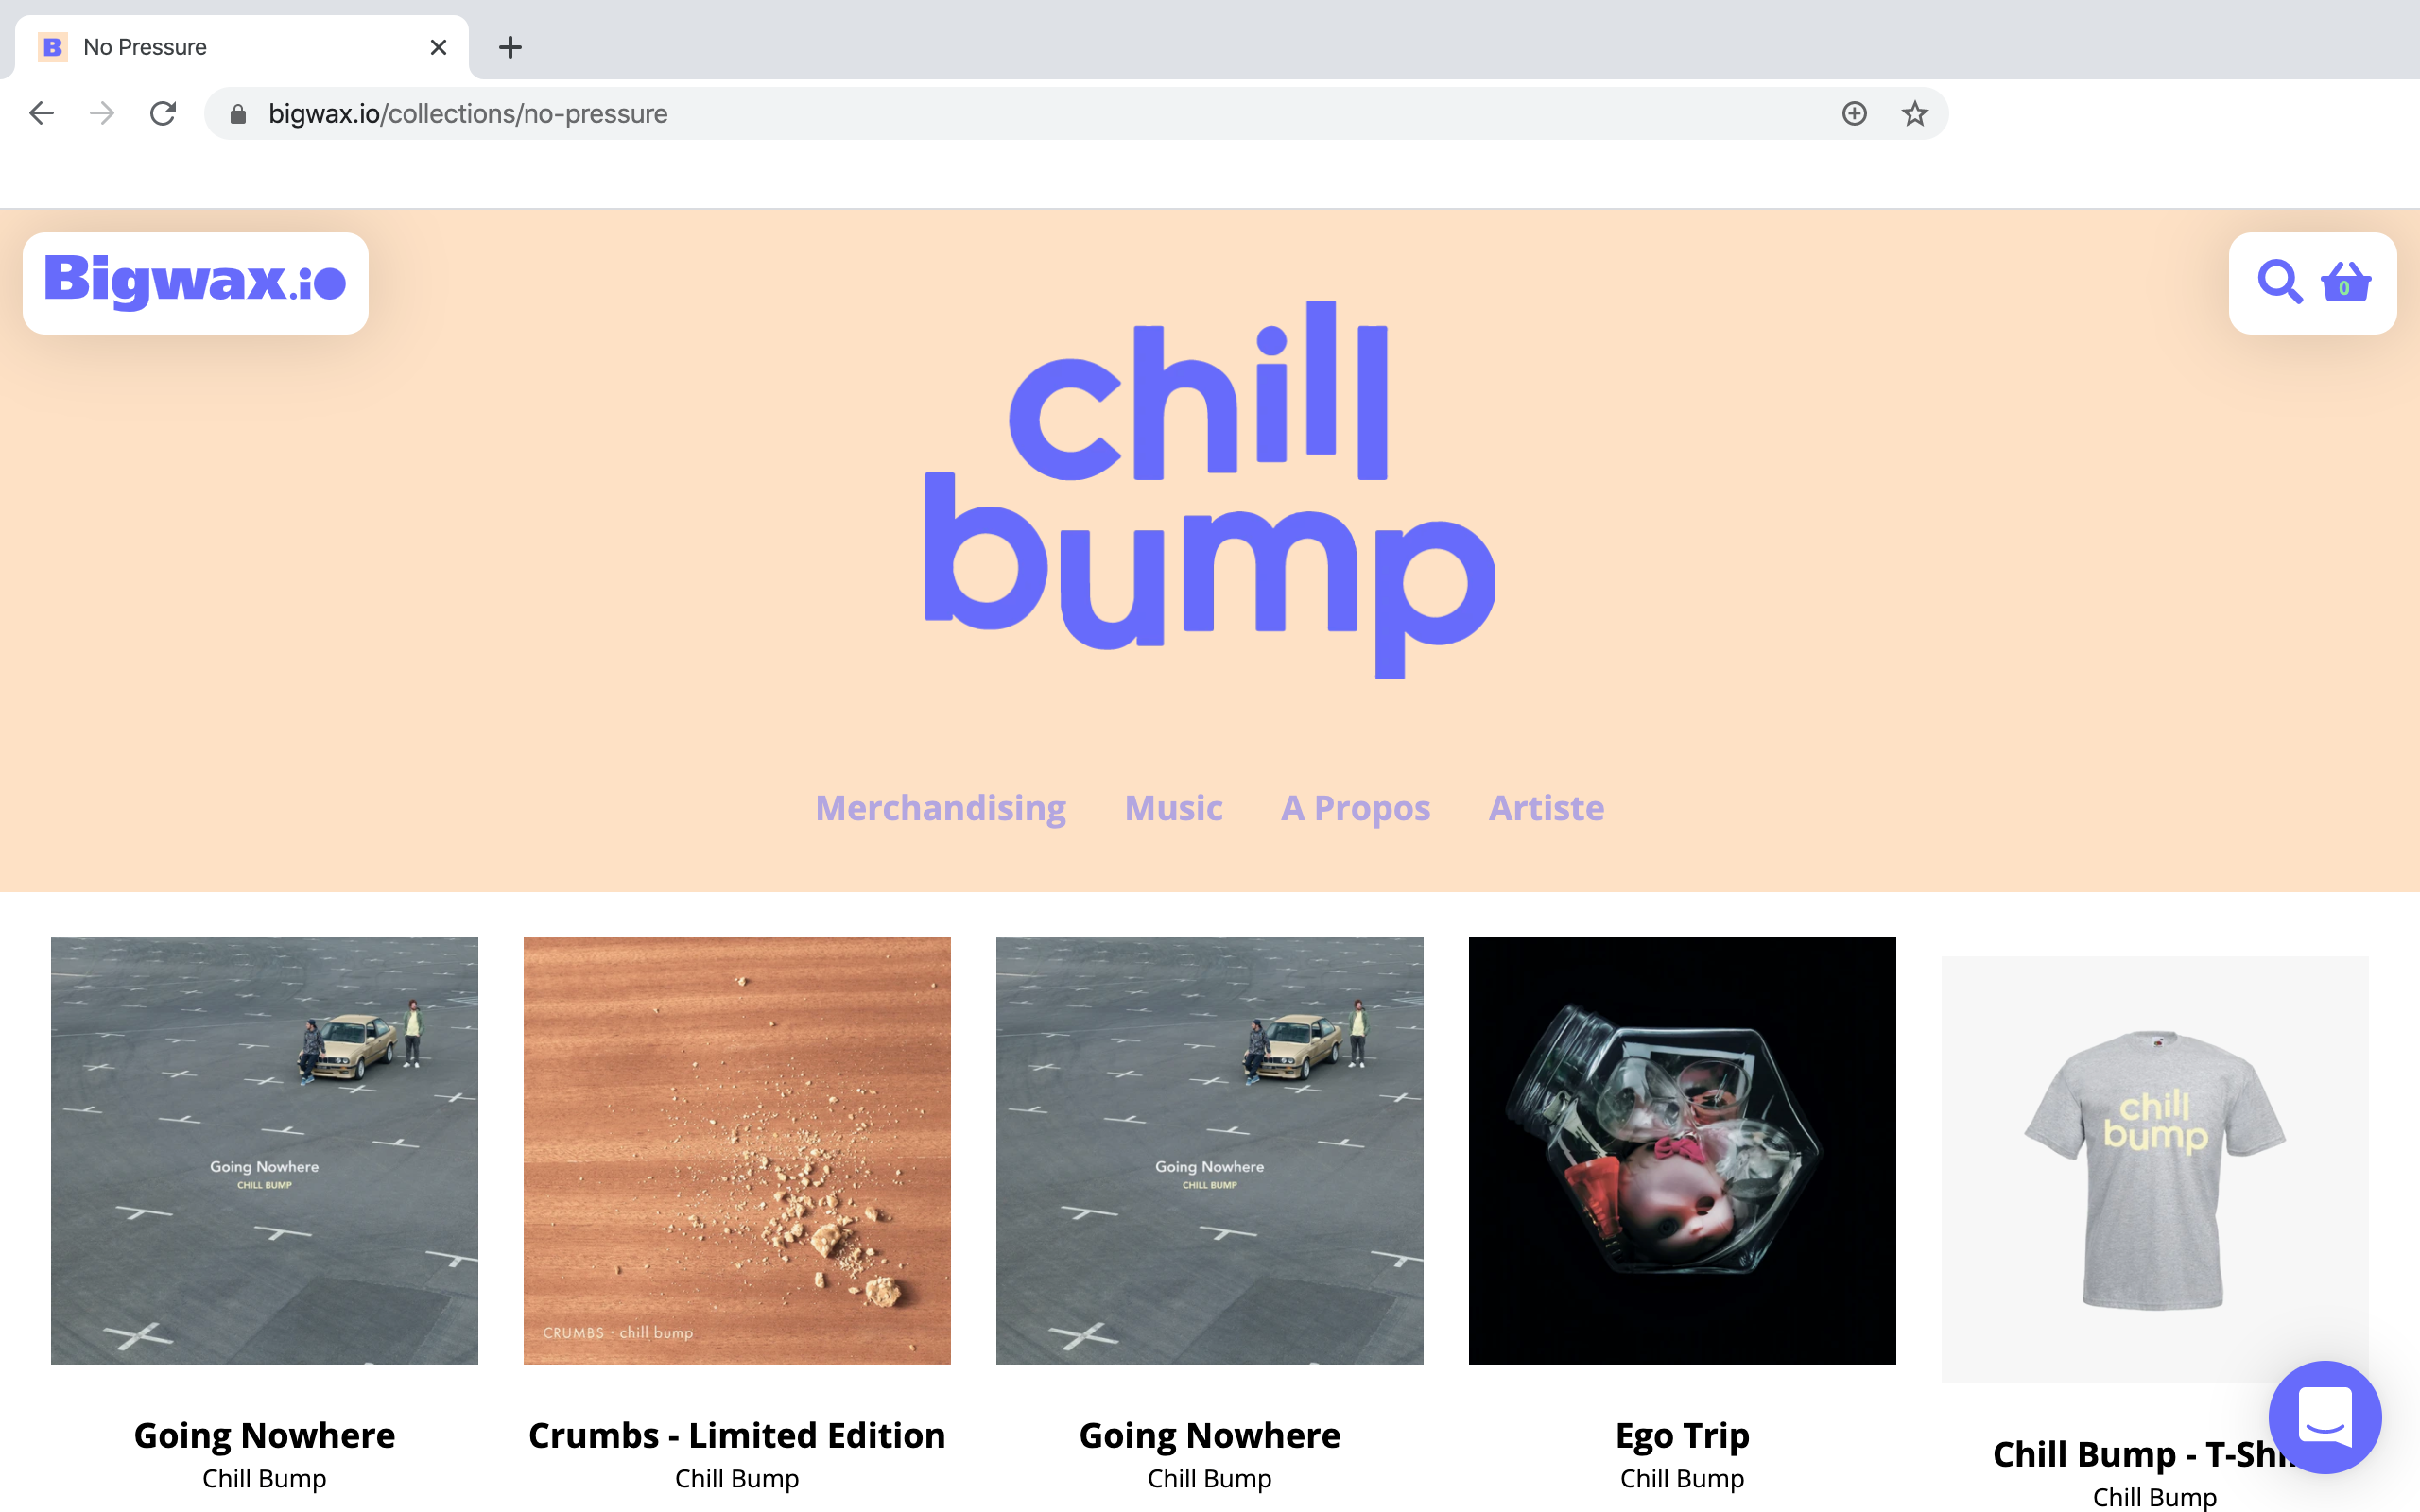 B No Pressure
bigwax.io/collections/no-pressure
Bigwax.io
0
chill
bump
Merchandising Music A Propos Artiste
Going Nowhere
CHILL BUMP
CRUMBS · chill bump
Going Nowhere
CHILL BUMP
chill
bump
Going Nowhere
Chill Bump
Crumbs - Limited Edition
Chill Bump
Going Nowhere
Chill Bump
Ego Trip
Chill Bump
Chill Bump -
Chill Bump